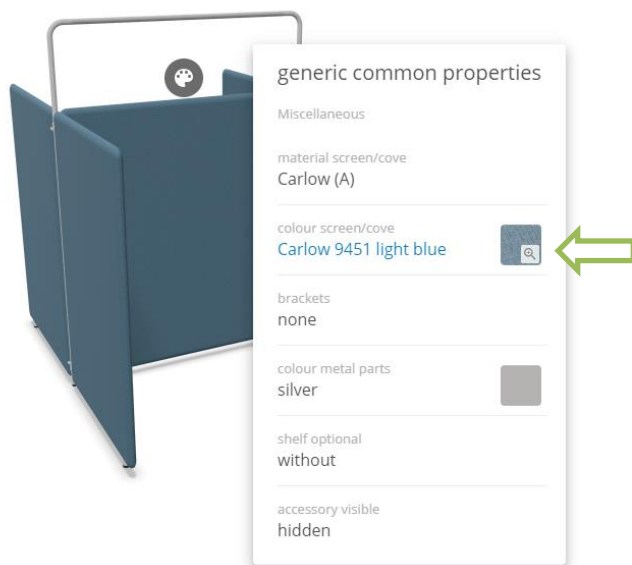 generic common properties
Miscellaneous
material screen/cove
Carlow (A)
colour screen/cove
Carlow 9451 light blue
brackets
none
colour metal parts
silver
shelf optional
without
accessory visible
hidden